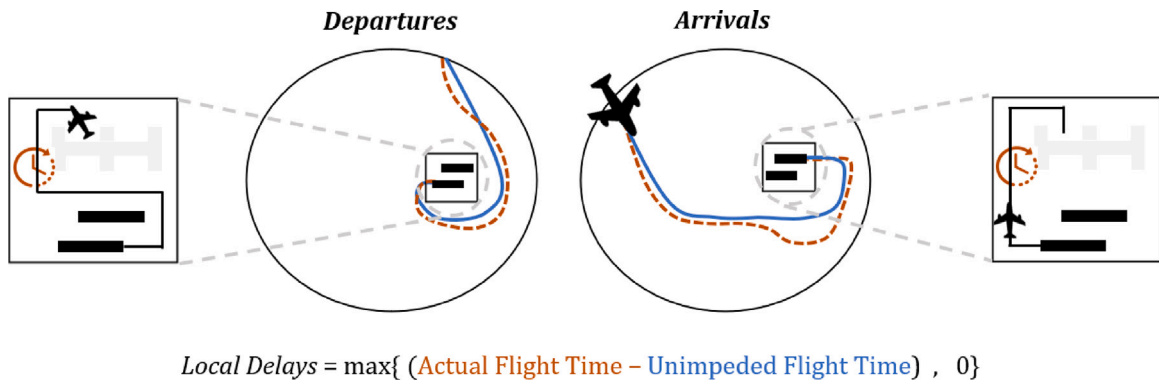 Departures
Arrivals
Local Delays = max{ (Actual Flight Time – Unimpeded Flight Time) , 0}